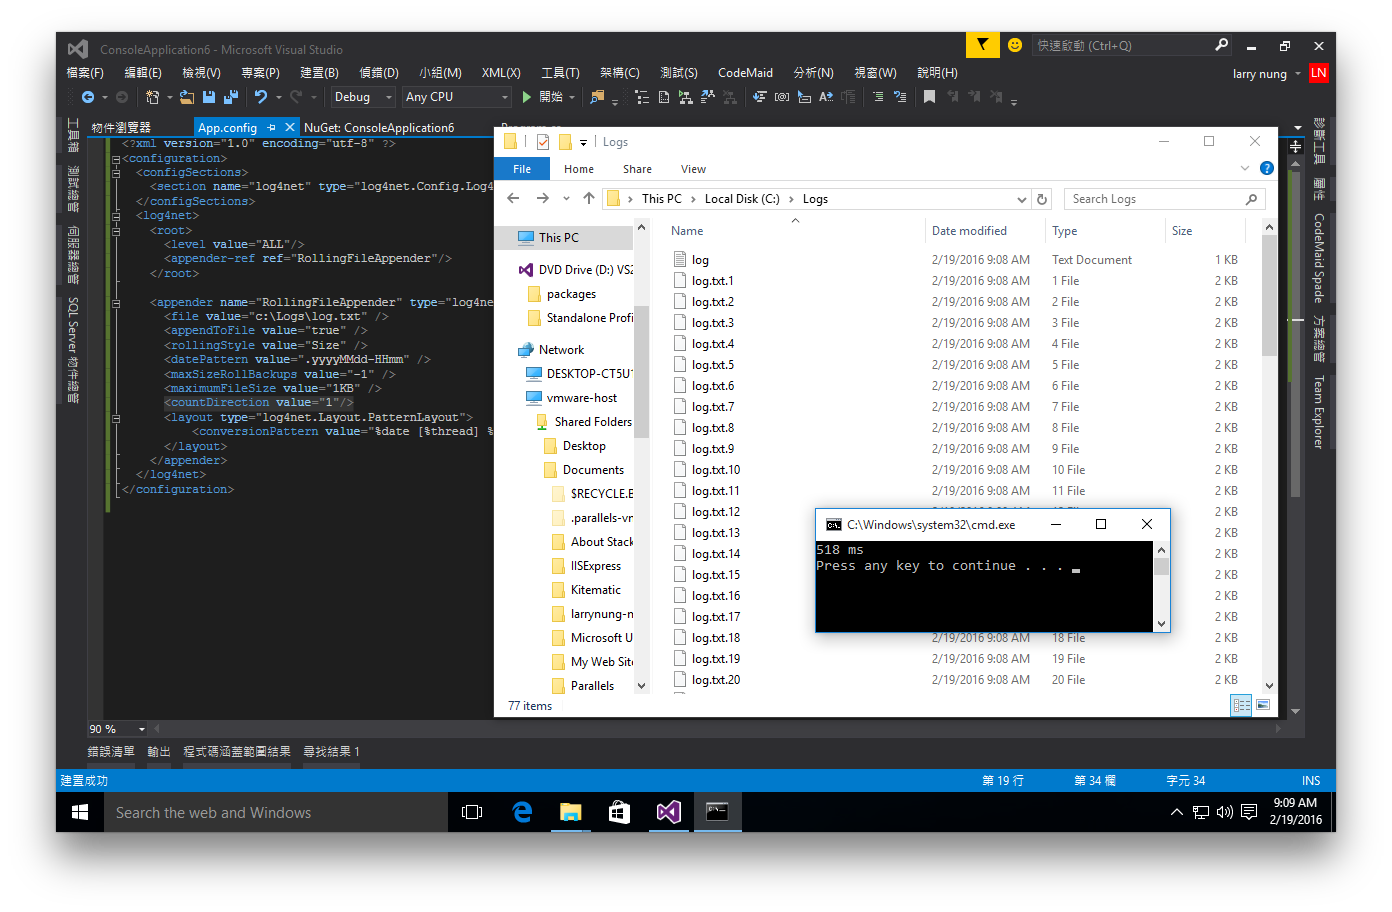 ConsoleApplication6 - Microsoft Visual Studio
快速啟動 (Ctrl+Q)
檔案(F) 編輯(E) 檢視(V) 專案(P) 建置(B) 偵錯(D) 小組(M) XML(X) 工具(T) 架構(C) 測試(S) CodeMaid 分析(N) 視窗(W) 說明(H)
larry nung LN
Debug Any CPU 開始
工具箱
測試總管
伺服器總管
SQL Server 物件總管
物件瀏覽器 App.config NuGet: ConsoleApplication6
<?xml version="1.0" encoding="utf-8" ?>
<configuration>
<configSections>
<section name="log4net" type="log4net.Config.Log4
</configSections>
<log4net>
<root>
<level value="ALL"/>
<appender-ref ref="RollingFileAppender"/>
</root>
<appender name="RollingFileAppender" type="log4ne
<file value="c:\Logs\log.txt" />
<appendToFile value="true" />
<rollingStyle value="Size" />
<datePattern value=".yyyyMMdd-HHmm" />
<maxSizeRollBackups value="-1" />
<maximumFileSize value="1KB" />
<countDirection value="1"/>
<layout type="log4net.Layout.PatternLayout">
<conversionPattern value="%date [%thread] %
</layout>
</appender>
</log4net>
</configuration>
90 %
Logs
File Home Share View
This PC Local Disk (C:) Logs
Search Logs
This PC
DVD Drive (D:) VS2
packages
Standalone Profi
Network
DESKTOP-CT5U1
vmware-host
Shared Folders
Desktop
Documents
$RECYCLE.B
.parallels-vm
About Stack
IISExpress
Kitematic
larrynung-n
Microsoft U
My Web Site
Parallels
Name Date modified Type Size
log 2/19/2016 9:08 AM Text Document 1 KB
log.txt.1 2/19/2016 9:08 AM 1 File 2 KB
log.txt.2 2/19/2016 9:08 AM 2 File 2 KB
log.txt.3 2/19/2016 9:08 AM 3 File 2 KB
log.txt.4 2/19/2016 9:08 AM 4 File 2 KB
log.txt.5 2/19/2016 9:08 AM 5 File 2 KB
log.txt.6 2/19/2016 9:08 AM 6 File 2 KB
log.txt.7 2/19/2016 9:08 AM 7 File 2 KB
log.txt.8 2/19/2016 9:08 AM 8 File 2 KB
log.txt.9 2/19/2016 9:08 AM 9 File 2 KB
log.txt.10 2/19/2016 9:08 AM 10 File 2 KB
log.txt.11 2/19/2016 9:08 AM 11 File 2 KB
log.txt.12 2 KB
log.txt.13 2 KB
log.txt.14 2 KB
log.txt.15 2 KB
log.txt.16 2 KB
log.txt.17 2 KB
log.txt.18 2/19/2016 9:08 AM 18 File 2 KB
log.txt.19 2/19/2016 9:08 AM 19 File 2 KB
log.txt.20 2/19/2016 9:08 AM 20 File 2 KB
77 items
C:\Windows\system32\cmd.exe
518 ms
Press any key to continue . . .
診斷工具
屬性
CodeMaid Spade
方案總管
Team Explorer
錯誤清單 輸出 程式碼涵蓋範圍結果 尋找結果 1
建置成功 第 19 行 第 34 欄 字元 34 INS
Search the web and Windows
9:09 AM
2/19/2016